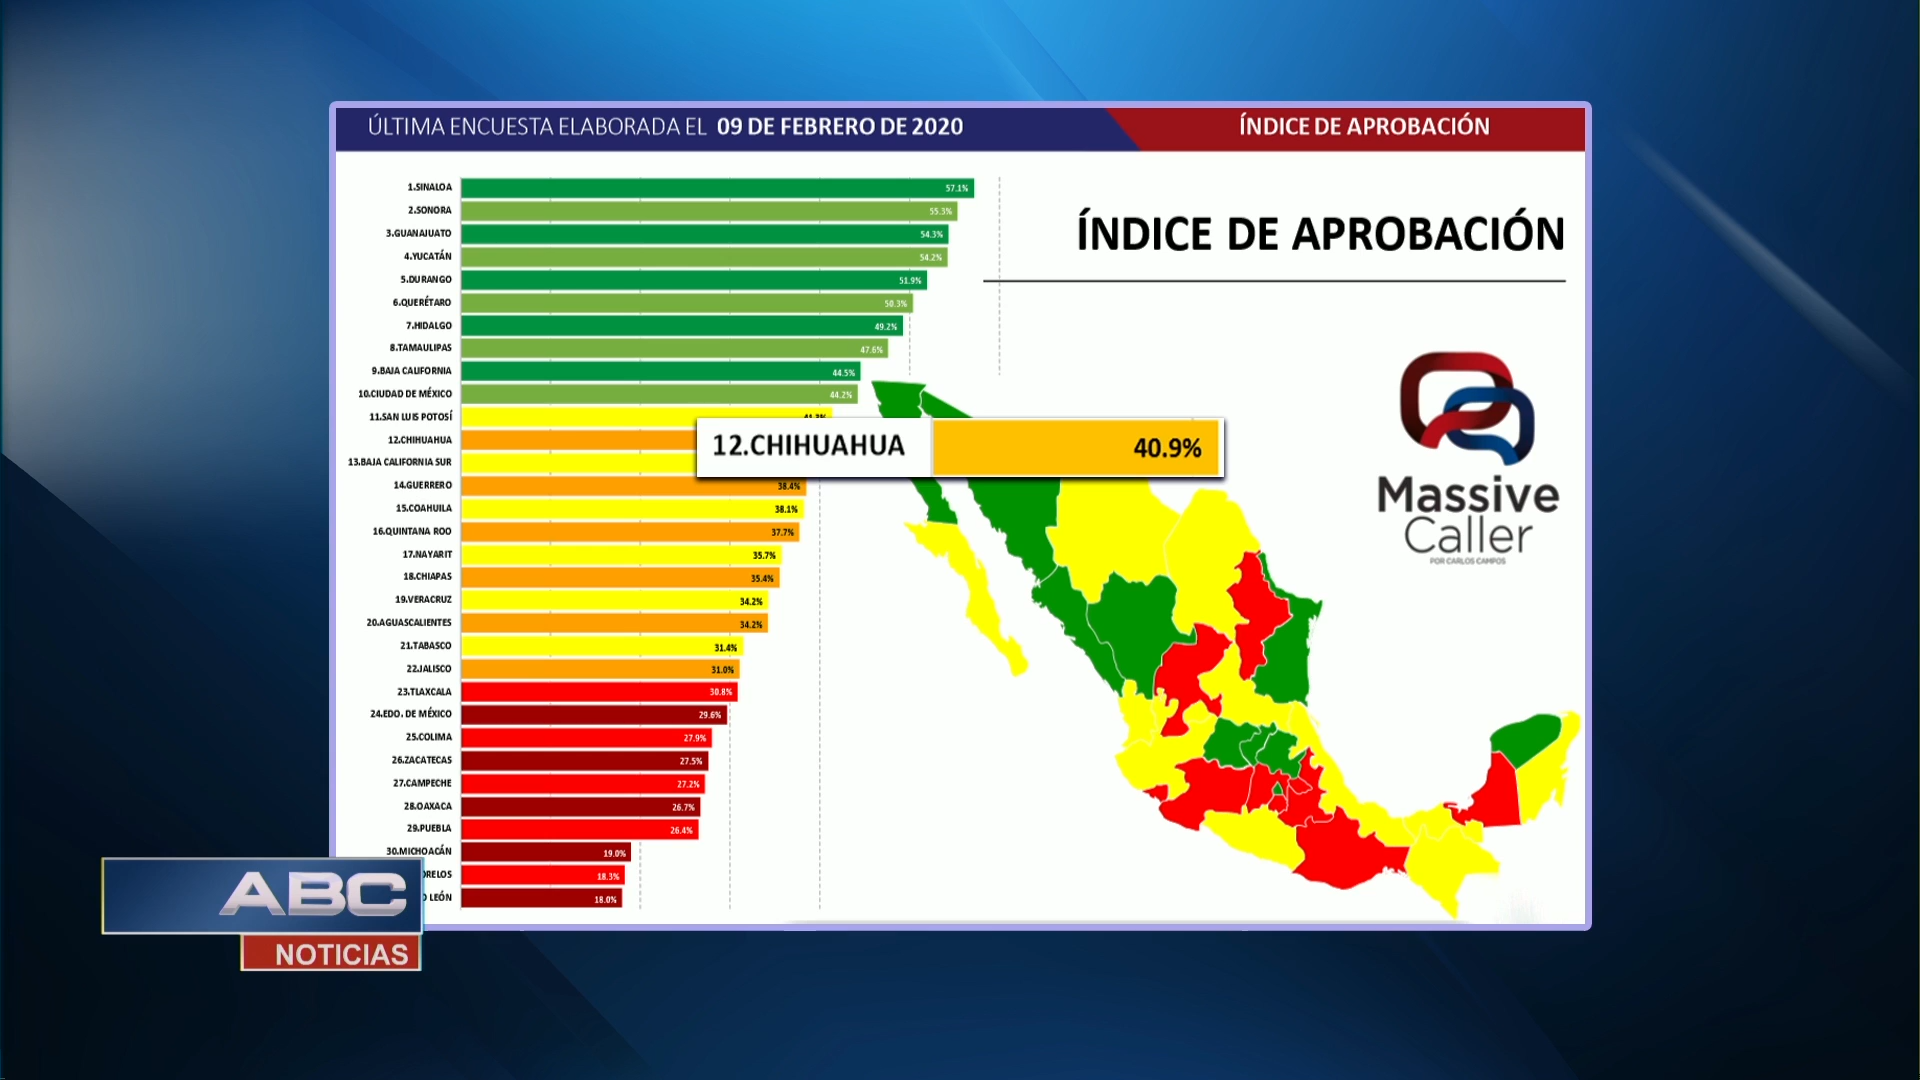 ÚLTIMA ENCUESTA ELABORADA EL 09 DE FEBRERO DE 2020
ÍNDICE DE APROBACIÓN
ÍNDICE DE APROBACIÓN
1.SINALOA 57.1%
2.SONORA 55.3%
3.GUANAJUATO 54.3%
4.YUCATÁN 54.2%
5.DURANGO 51.9%
6.QUERÉTARO 50.3%
7.HIDALGO 49.2%
8.TAMAULIPAS 47.6%
9.BAJA CALIFORNIA 44.5%
10.CIUDAD DE MÉXICO 44.2%
11.SAN LUIS POTOSÍ
12.CHIHUAHUA
12.CHIHUAHUA 40.9%
13.BAJA CALIFORNIA SUR
14.GUERRERO 38.4%
15.COAHUILA 38.1%
16.QUINTANA ROO 37.7%
17.NAYARIT 35.7%
18.CHIAPAS 35.4%
19.VERACRUZ 34.2%
20.AGUASCALIENTES 34.2%
21.TABASCO 31.4%
22.JALISCO 31.0%
23.TLAXCALA 30.8%
24.EDO. DE MÉXICO 29.6%
25.COLIMA 27.9%
26.ZACATECAS 27.5%
27.CAMPECHE 27.2%
28.OAXACA 26.7%
29.PUEBLA 26.4%
30.MICHOACÁN 19.0%
RELOS 18.3%
LEÓN 18.0%
Massive
Caller
POR CARLOS CAMPOS
ABC
NOTICIAS